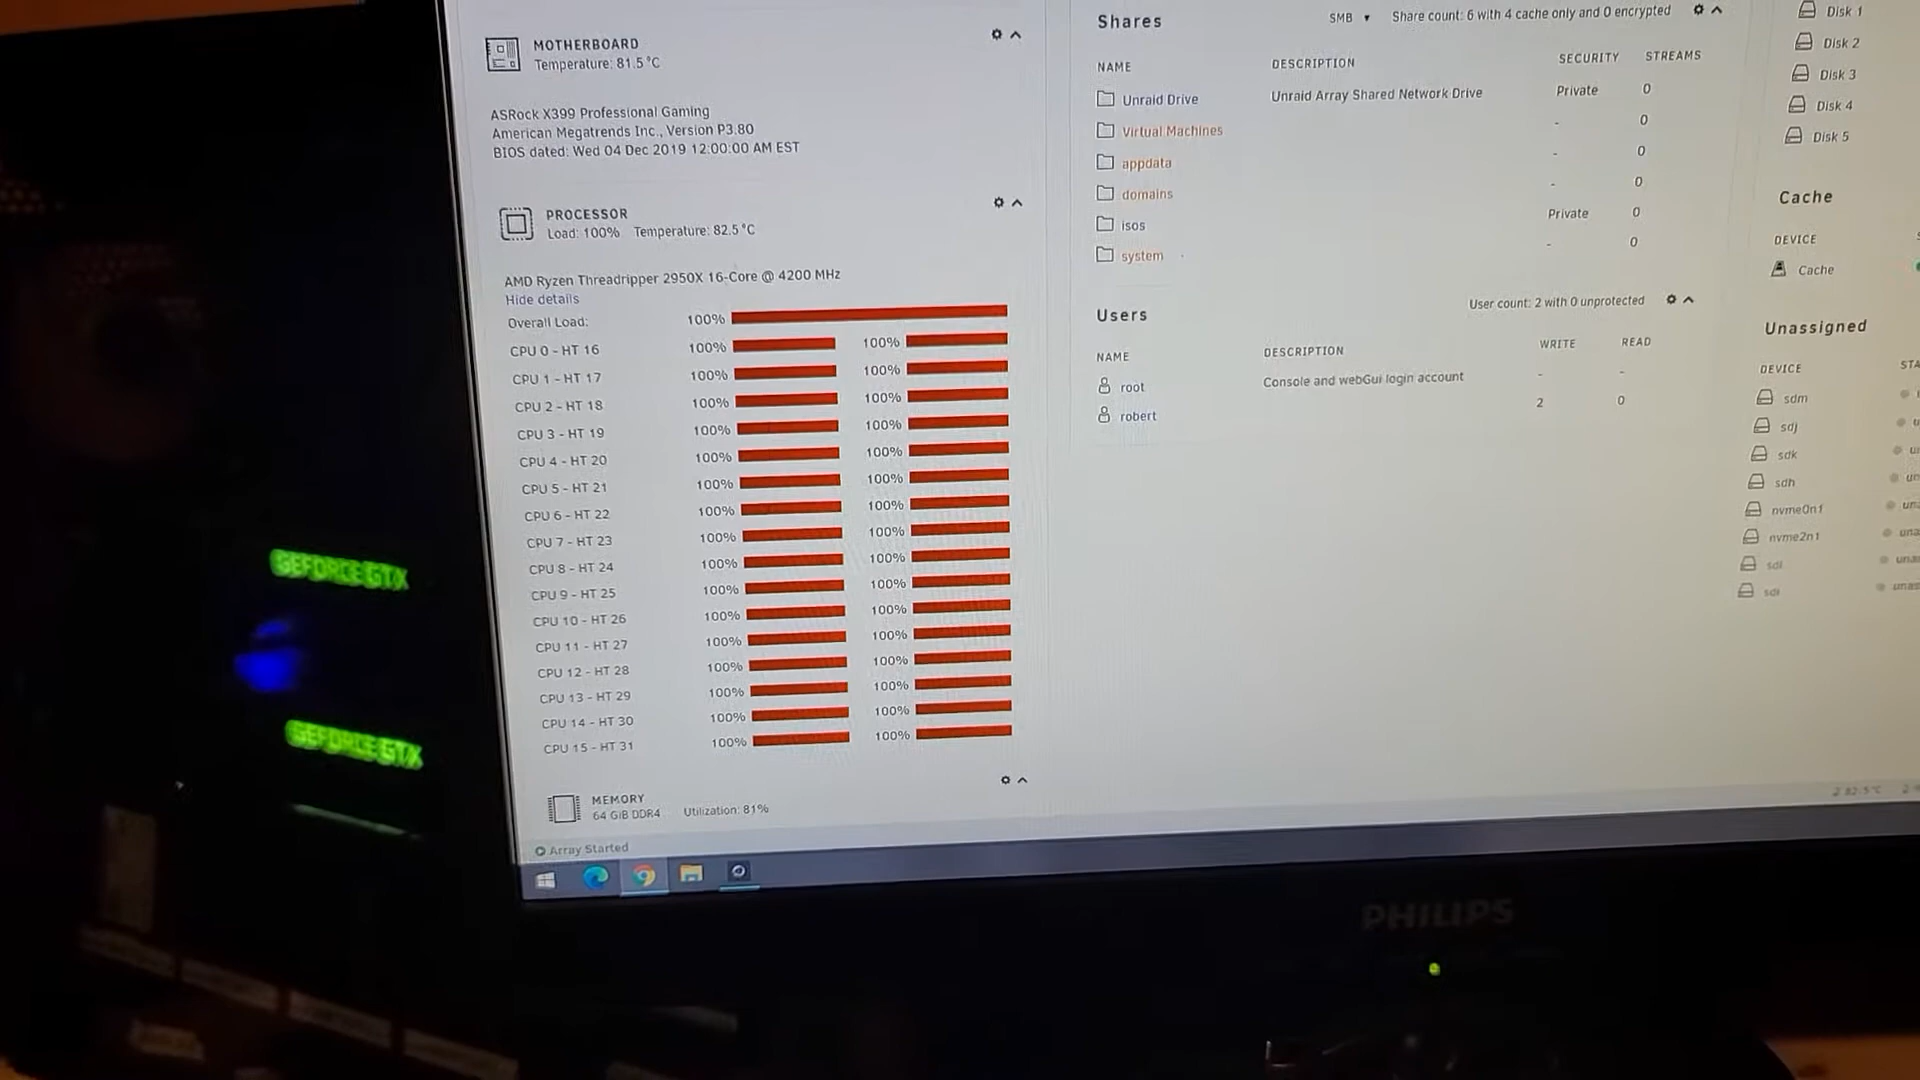 MOTHERBOARD
Temperature: 81.5 °C
ASRock X399 Professional Gaming
American Megatrends Inc., Version P3.80
BIOS dated: Wed 04 Dec 2019 12:00:00 AM EST
PROCESSOR
Load: 100% Temperature: 82.5 °C
AMD Ryzen Threadripper 2950X 16-Core @ 4200 MHz
Hide details
Overall Load: 100%
CPU 0 - HT 16 100% 100%
CPU 1 - HT 17 100% 100%
CPU 2 - HT 18 100% 100%
CPU 3 - HT 19 100% 100%
CPU 4 - HT 20 100% 100%
CPU 5 - HT 21 100% 100%
CPU 6 - HT 22 100% 100%
CPU 7 - HT 23 100% 100%
CPU 8 - HT 24 100% 100%
CPU 9 - HT 25 100% 100%
CPU 10 - HT 26 100% 100%
CPU 11 - HT 27 100% 100%
CPU 12 - HT 28 100% 100%
CPU 13 - HT 29 100% 100%
CPU 14 - HT 30 100% 100%
CPU 15 - HT 31 100% 100%
MEMORY
64 GiB DDR4 Utilization: 81%
Array Started
Shares SMB Share count: 6 with 4 cache only and 0 encrypted
NAME DESCRIPTION SECURITY STREAMS
Unraid Drive Unraid Array Shared Network Drive Private 0
Virtual Machines - 0
appdata - 0
domains - 0
isos Private 0
system - 0
Users User count: 2 with 0 unprotected
NAME DESCRIPTION WRITE READ
root Console and webGui login account - -
robert 2 0
Disk 1
Disk 2
Disk 3
Disk 4
Disk 5
Cache
DEVICE
Cache
Unassigned
DEVICE STA
sdm
sdj
sdk
sdh
nvme0n1
nvme2n1 una
82.5°C
GEFORCE GTX
GEFORCE GTX
PHILIPS